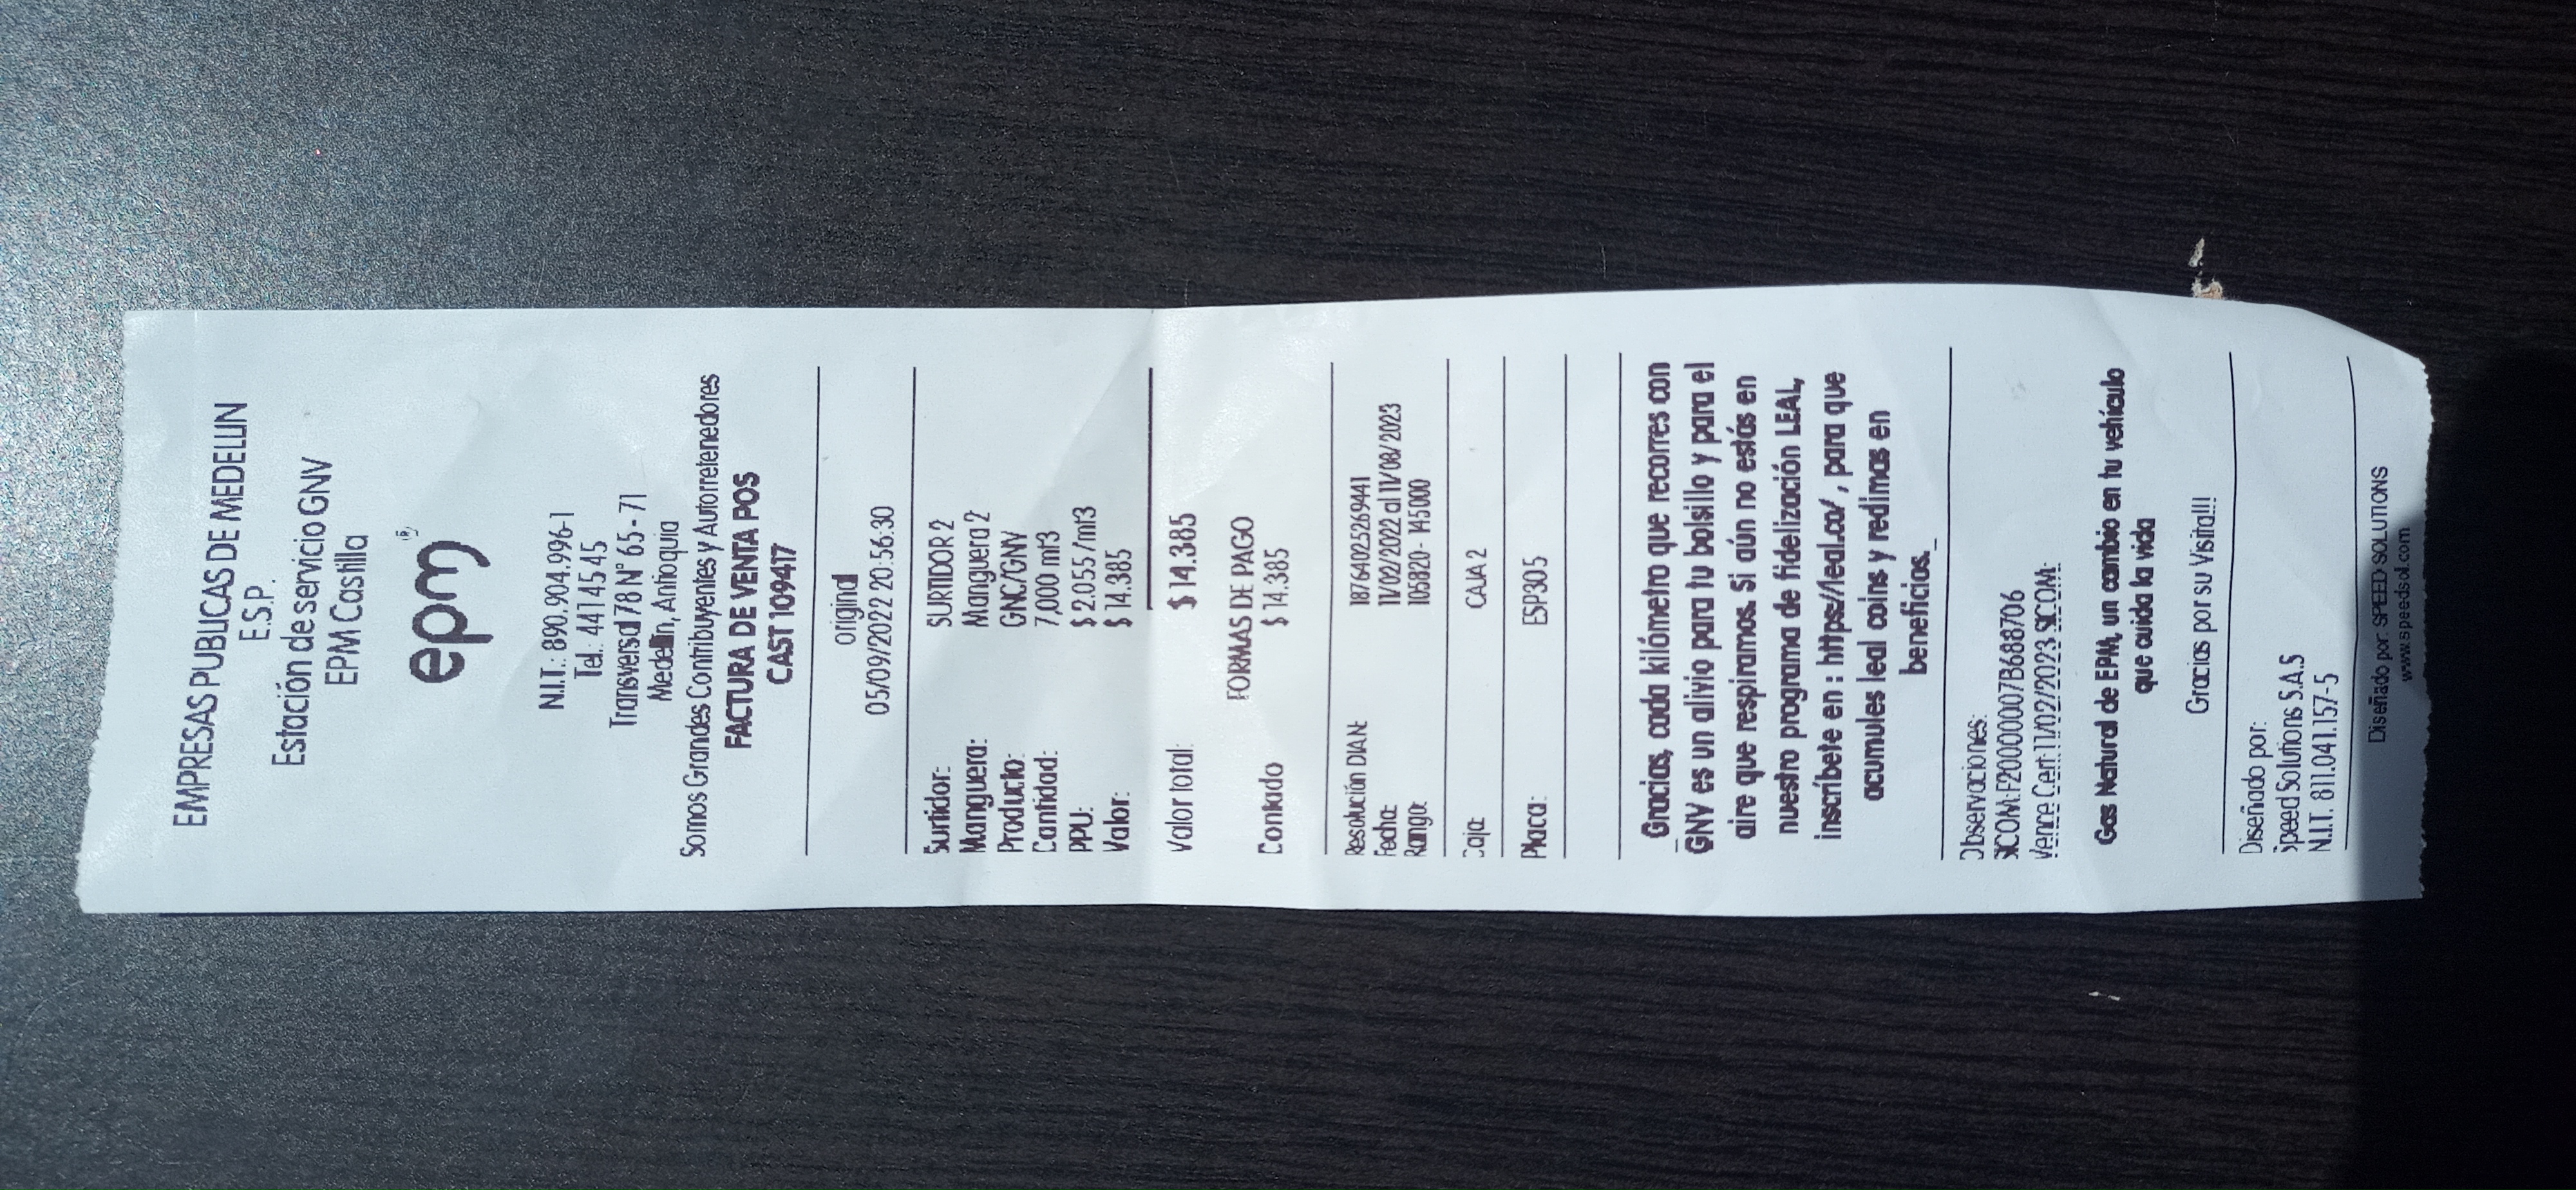 EMPRESAS PUBLICAS DE MEDELLIN
E.S.P.
Estación de servicio GNV
EPM Castilla
epm®
N.I.T.: 890.904.996-1
Tel.: 441 45 45
Transversal 78 N° 65 - 71
Medellín, Antioquia
Somos Grandes Contribuyentes y Autorretenedores
FACTURA DE VENTA POS
CAST 109417
original
05/09/2022 20:56:30
Surtidor: SURTIDOR 2
Manguera: Manguera 2
Producto: GNC/GNV
Cantidad: 7,000 mt3
PPU: $ 2.055 /mt3
Valor: $ 14.385
Valor total: $ 14.385
FORMAS DE PAGO
Contado $ 14.385
Resolución DIAN: 18764025269441
Fecha: 11/02/2022 al 11/08/2023
Rango: 105820 - 145000
Caja: CAJA 2
Placa: ESP305
Gracias, cada kilómetro que recorres con
GNV es un alivio para tu bolsillo y para el
aire que respiramos. Si aún no estás en
nuestro programa de fidelización LEAL,
inscríbete en : https://leal.co/ , para que
acumules leal coins y redimas en
beneficios.
Observaciones:
SICOM:F20000007B688706
Vence Cert:11/02/2023 SICOM:
Gas Natural de EPM, un cambio en tu vehículo
que cuida la vida
Gracias por su Visita!!!
Diseñado por:
Speed Solutions S.A.S
N.I.T. 811.041.157-5
Diseñado por: SPEED SOLUTIONS
www.speedsol.com